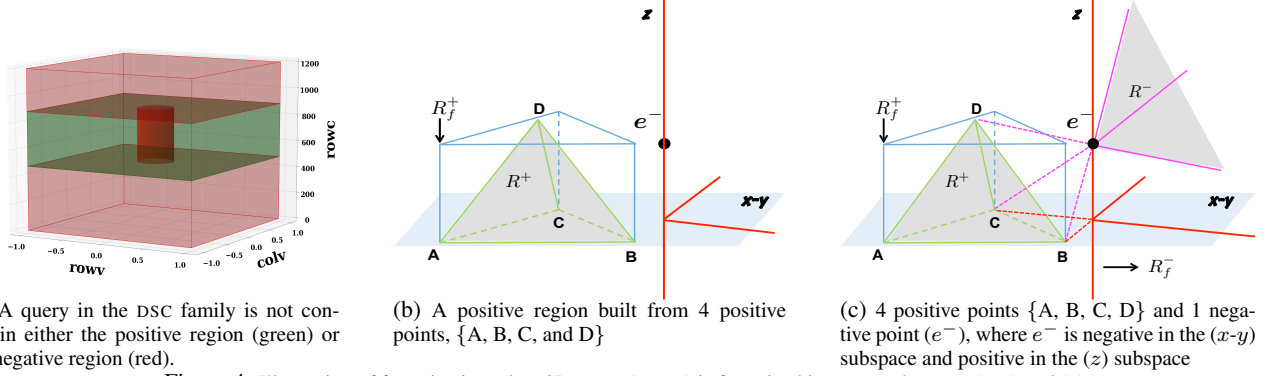 1200
1000
800
600
400
200
0
rowc
−1.0
−0.5
0.0
0.5
1.0
rowv
−1.0
−0.5
0.0
0.5
1.0
colv
A query in the DSC family is not con-
in either the positive region (green) or
negative region (red).
z
R_f^+
D
e^−
R^+
x-y
C
A
B
(b) A positive region built from 4 positive
points, {A, B, C, and D}
z
R^−
R_f^+
D
e^−
R^+
x-y
C
A
B
R_f^−
(c) 4 positive points {A, B, C, D} and 1 nega-
tive point (e^−), where e^− is negative in the (x-y)
subspace and positive in the (z) subspace